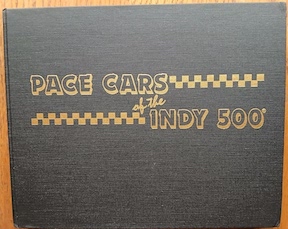 PACE CARS
of the
INDY 500